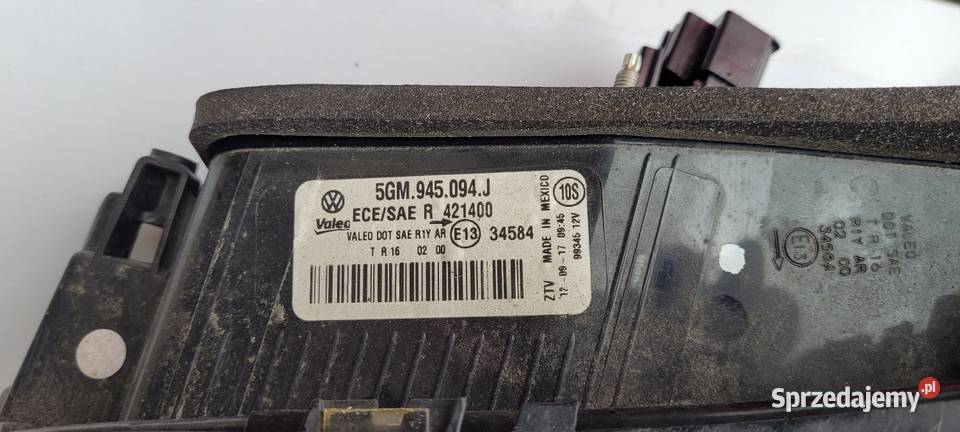 5GM.945.094.J
ECE/SAE R 421400
Valeo
VALEO DOT SAE R1Y AR E13 34584
T R 16 02 00
ZTV MADE IN MEXICO 10S
12-09-17 09:45
99345 12V
VALEO
DOT SAE
R1Y AR
T R 16
02 00
E13
Sprzedajemy.pl